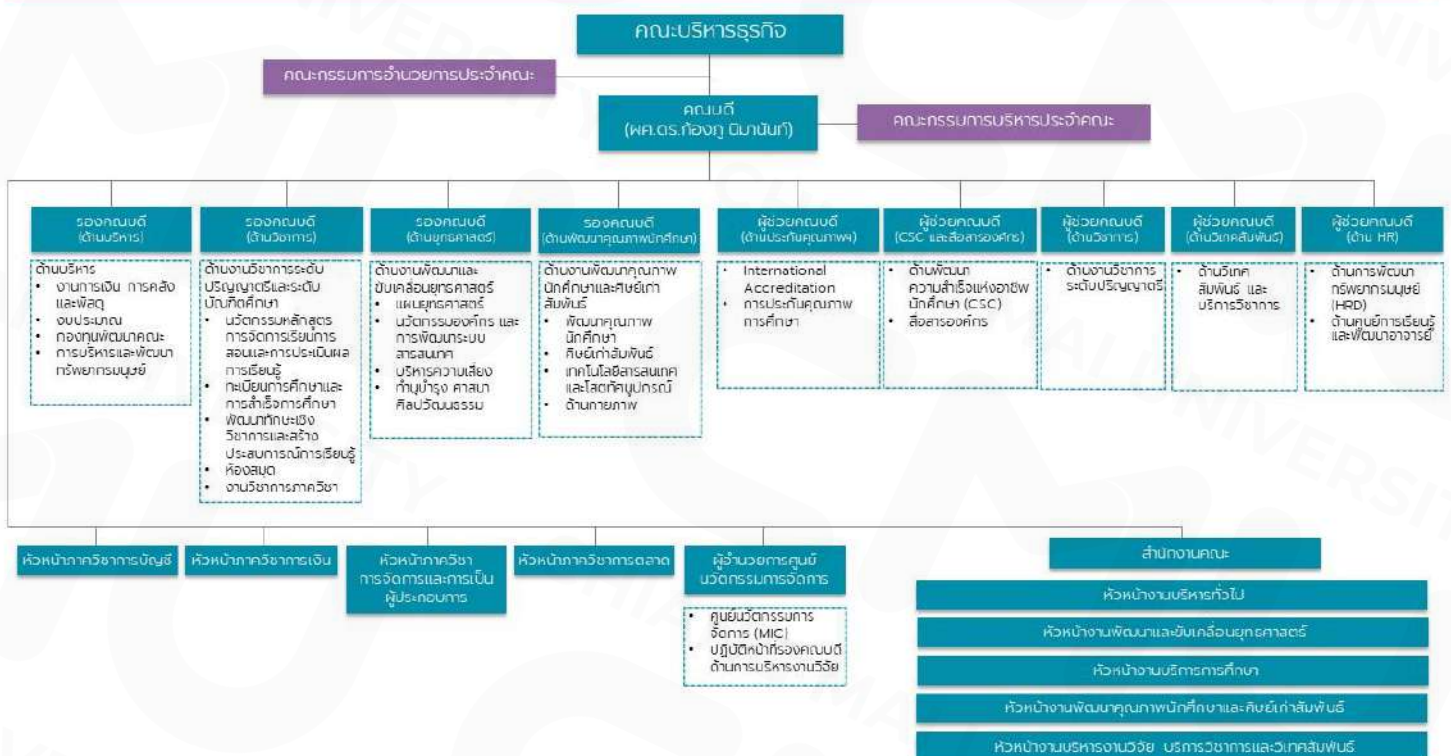 คณะบริหารธุรกิจ
คณะกรรมการอำนวยการประจำคณะ
คณบดี
(ผศ.ดร.ก้องภู นิมานันท์)
คณะกรรมการบริหารประจำคณะ
รองคณบดี
(ด้านบริหาร)
ด้านบริหาร
• งานการเงิน การคลัง
และพัสดุ
• งบประมาณ
• กองทุนพัฒนาคณะ
• การบริหารและพัฒนา
ทรัพยากรมนุษย์
รองคณบดี
(ด้านวิชาการ)
ด้านงานวิชาการระดับ
ปริญญาตรีและระดับ
บัณฑิตศึกษา
• นวัตกรรมหลักสูตร
การจัดการเรียนการ
สอนและการประเมินผล
การเรียนรู้
• ทะเบียนการศึกษาและ
การสำเร็จการศึกษา
• พัฒนาทักษะเชิง
วิชาการและสร้าง
ประสบการณ์การเรียนรู้
• ห้องสมุด
• งานวิชาการภาควิชา
รองคณบดี
(ด้านยุทธศาสตร์)
ด้านงานพัฒนาและ
ขับเคลื่อนยุทธศาสตร์
• แผนยุทธศาสตร์
• นวัตกรรมองค์กร และ
การพัฒนาระบบ
สารสนเทศ
• บริหารความเสี่ยง
• ทำนุบำรุง ศาสนา
ศิลปวัฒนธรรม
รองคณบดี
(ด้านพัฒนาคุณภาพนักศึกษา)
ด้านงานพัฒนาคุณภาพ
นักศึกษาและศิษย์เก่า
สัมพันธ์
• พัฒนาคุณภาพ
นักศึกษา
• ศิษย์เก่าสัมพันธ์
• เทคโนโลยีสารสนเทศ
และโสตทัศนูปกรณ์
• ด้านกายภาพ
ผู้ช่วยคณบดี
(ด้านประกันคุณภาพฯ)
• International
Accreditation
• การประกันคุณภาพ
การศึกษา
ผู้ช่วยคณบดี
(CSC และสื่อสารองค์กร)
• ด้านพัฒนา
ความสำเร็จแห่งอาชีพ
นักศึกษา (CSC)
• สื่อสารองค์กร
ผู้ช่วยคณบดี
(ด้านวิชาการ)
• ด้านงานวิชาการ
ระดับปริญญาตรี
ผู้ช่วยคณบดี
(ด้านวิเทศสัมพันธ์)
• ด้านวิเทศ
สัมพันธ์ และ
บริการวิชาการ
ผู้ช่วยคณบดี
(ด้าน HR)
• ด้านการพัฒนา
ทรัพยากรมนุษย์
(HRD)
• ด้านศูนย์การเรียนรู้
และพัฒนาอาจารย์
หัวหน้าภาควิชาการบัญชี
หัวหน้าภาควิชาการเงิน
หัวหน้าภาควิชา
การจัดการและการเป็น
ผู้ประกอบการ
หัวหน้าภาควิชาการตลาด
ผู้อำนวยการศูนย์
นวัตกรรมการจัดการ
• ศูนย์นวัตกรรมการ
จัดการ (MIC)
• ปฏิบัติหน้าที่รองคณบดี
ด้านการบริหารงานวิจัย
สำนักงานคณะ
หัวหน้างานบริหารทั่วไป
หัวหน้างานพัฒนาและขับเคลื่อนยุทธศาสตร์
หัวหน้างานบริการการศึกษา
หัวหน้างานพัฒนาคุณภาพนักศึกษาและศิษย์เก่าสัมพันธ์
หัวหน้างานบริหารงานวิจัย บริการวิชาการและวิเทศสัมพันธ์